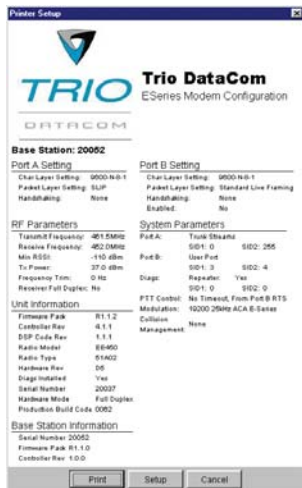 Printer Setup
TRIO
DATACOM
Trio DataCom
ESeries Modem Configuration
Base Station: 20052
Port A Setting
Char Layer Setting: 9600-N-8-1
Packet Layer Setting: SLIP
Handshaking: None
Port B Setting
Char Layer Setting: 9600-N-8-1
Packet Layer Setting: Standard Live Framing
Handshaking: None
Enabled: No
RF Parameters
Transmit Frequency: 461.5MHz
Receive Frequency: 452.0MHz
Min RSSI: -110 dBm
Tx Power: 37.0 dBm
Frequency Trim: 0 Hz
Receiver Full Duplex: No
System Parameters
Port A: Trunk Streams
SID1: 0 SID2: 255
Port B: User Port
SID1: 3 SID2: 4
Diags: Repeater: Yes
SID1: 0 SID2: 0
PTT Control: No Timeout, From Port B RTS
Modulation: 19200 25kHz ACA E-Series
Collision
Management: None
Unit Information
Firmware Pack R1.1.2
Controller Rev 4.1.1
DSP Code Rev 1.1.1
Radio Model EE450
Radio Type 51A02
Hardware Rev D5
Diags Installed Yes
Serial Number 20037
Hardware Mode Full Duplex
Production Build Code 0062
Base Station Information
Serial Number 20052
Firmware Pack R1.1.0
Controller Rev 1.0.0
Print
Setup
Cancel